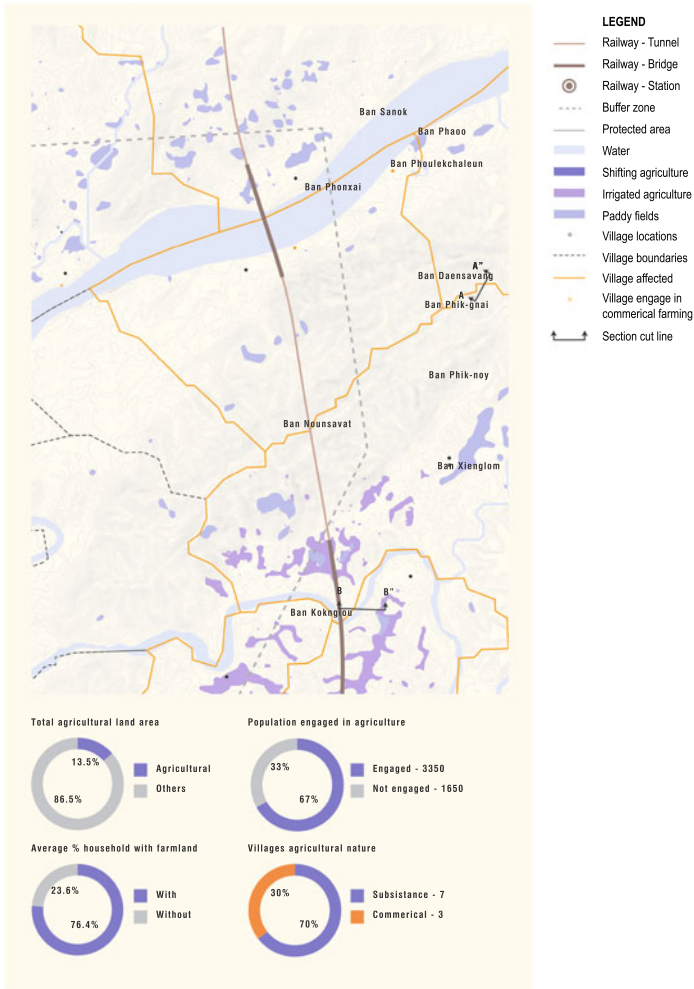 LEGEND
Railway - Tunnel
Railway - Bridge
Railway - Station
Buffer zone
Protected area
Water
Shifting agriculture
Irrigated agriculture
Paddy fields
Village locations
Village boundaries
Village affected
Village engage in
commerical farming
Section cut line
Ban Sanok
Ban Phaoo
Ban Phoulekchaleun
Ban Phonxai
A"
Ban Daensavang
A
Ban Phik-gnai
Ban Phik-noy
Ban Nounsavat
Ban Xienglom
B
B"
Ban Kokngiou
Total agricultural land area
13.5%
86.5%
Agricultural
Others
Population engaged in agriculture
33%
67%
Engaged - 3350
Not engaged - 1650
Average % household with farmland
23.6%
76.4%
With
Without
Villages agricultural nature
30%
70%
Subsistance - 7
Commerical - 3